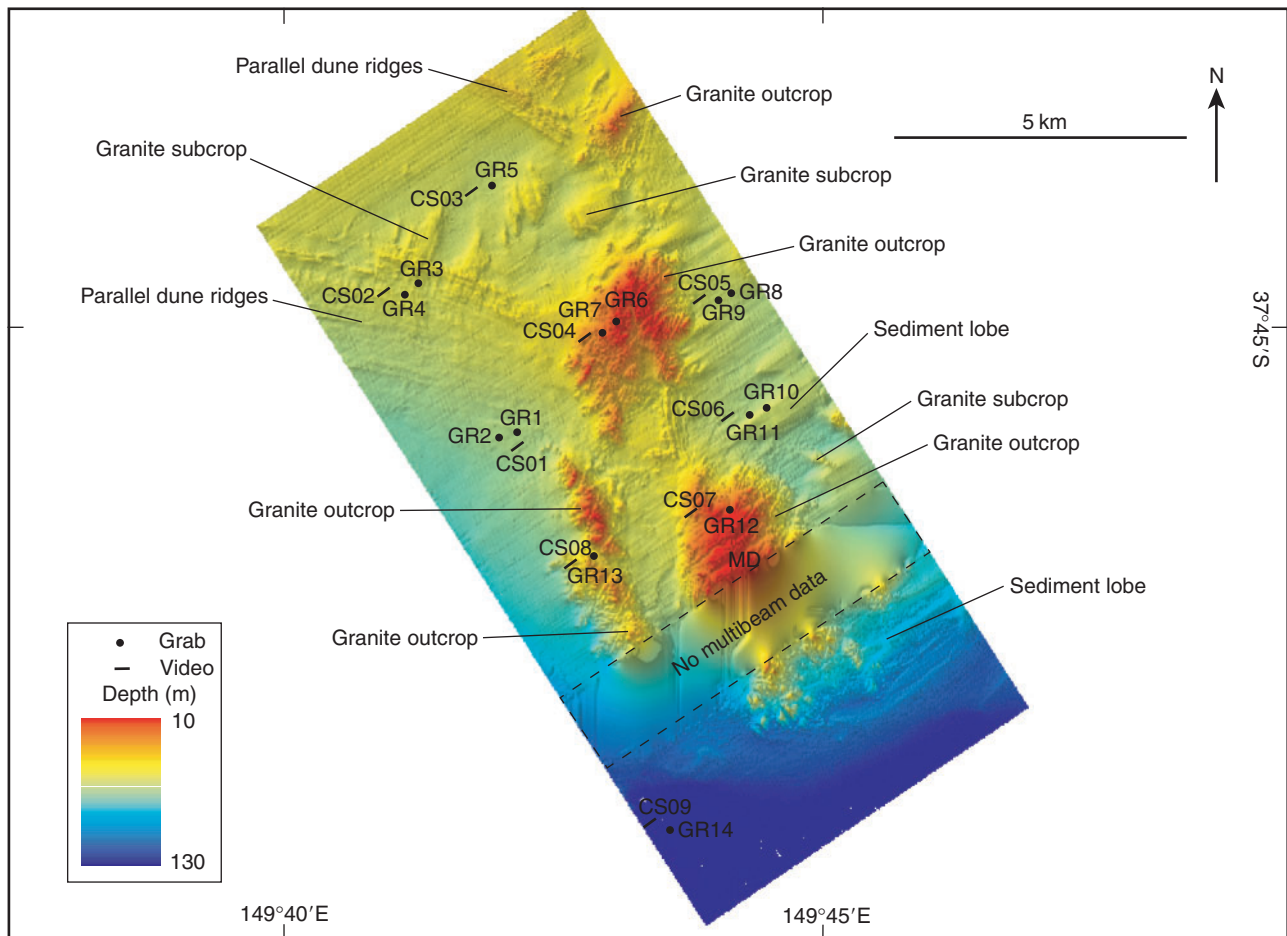 Parallel dune ridges
Granite outcrop
N
5 km
Granite subcrop
GR5
CS03
Granite subcrop
Granite outcrop
GR3
CS02
GR4
Parallel dune ridges
CS05
GR8
GR9
GR6
GR7
CS04
37°45′S
Sediment lobe
GR10
CS06
GR11
Granite subcrop
Granite outcrop
GR1
GR2
CS01
Granite outcrop
CS07
GR12
MD
CS08
GR13
No multibeam data
Sediment lobe
Granite outcrop
Grab
Video
Depth (m)
10
130
CS09
GR14
149°40′E
149°45′E